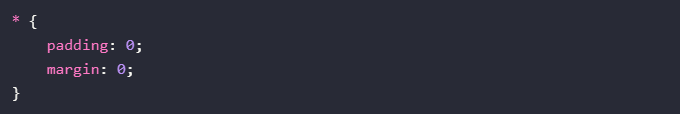 * {
    padding: 0;
    margin: 0;
}